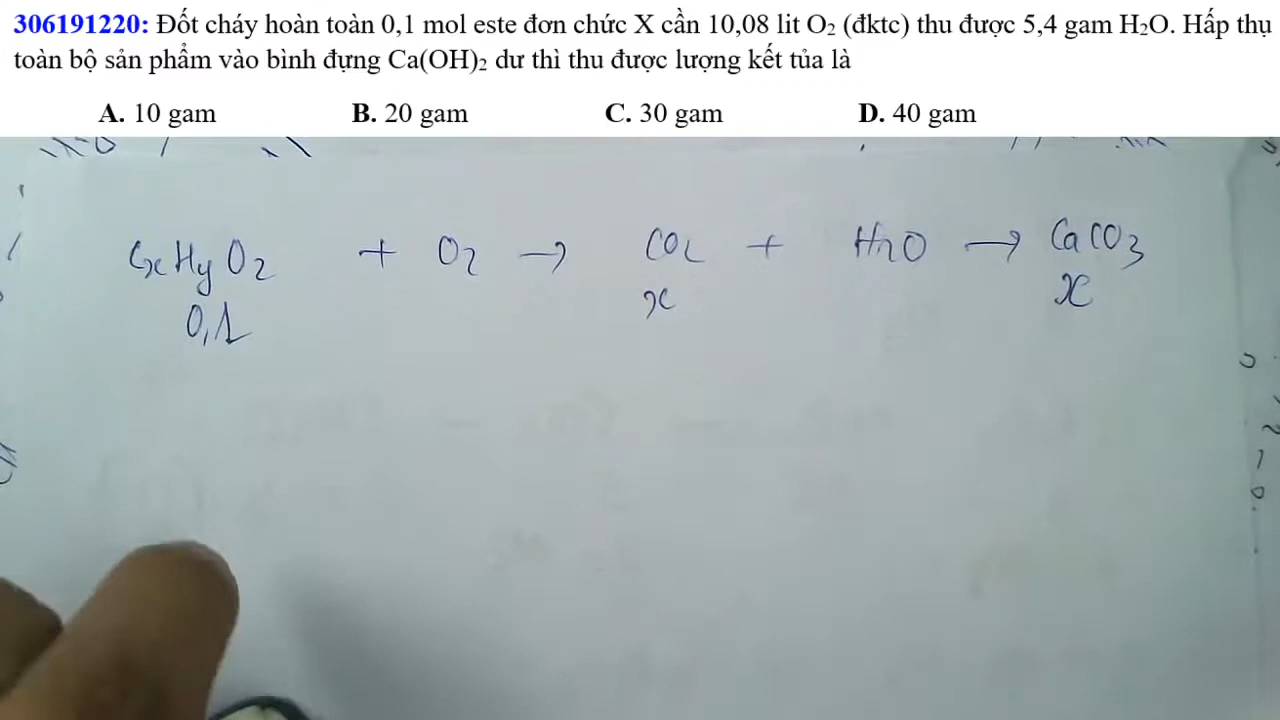 306191220: Đốt cháy hoàn toàn 0,1 mol este đơn chức X cần 10,08 lit O₂ (đktc) thu được 5,4 gam H₂O. Hấp thụ
toàn bộ sản phẩm vào bình đựng Ca(OH)₂ dư thì thu được lượng kết tủa là
A. 10 gam B. 20 gam C. 30 gam D. 40 gam
CxHyO₂ + O₂ → CO₂ + H₂O → CaCO₃
0,1 x x